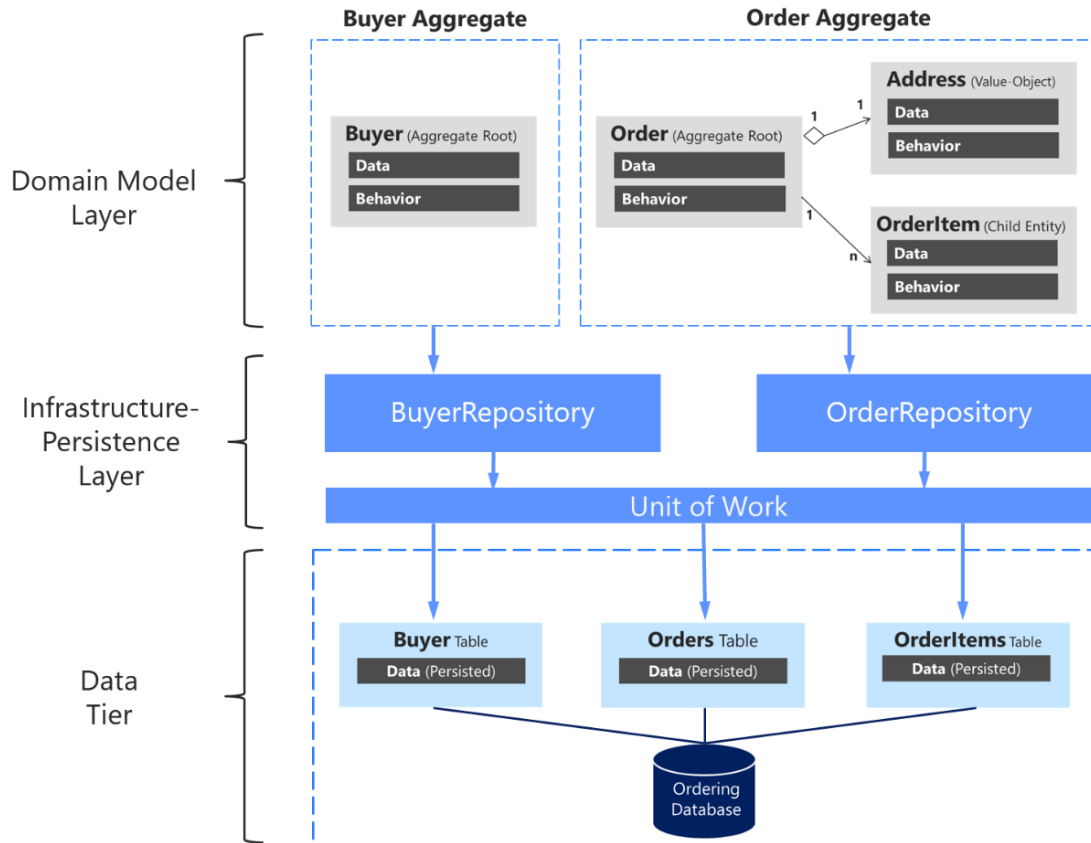 Buyer Aggregate
Order Aggregate
Domain Model
Layer
Buyer (Aggregate Root)
Data
Behavior
Order (Aggregate Root)
Data
Behavior
1
1
Address (Value-Object)
Data
Behavior
1
n
OrderItem (Child Entity)
Data
Behavior
Infrastructure-
Persistence
Layer
BuyerRepository
OrderRepository
Unit of Work
Data
Tier
Buyer Table
Data (Persisted)
Orders Table
Data (Persisted)
OrderItems Table
Data (Persisted)
Ordering
Database